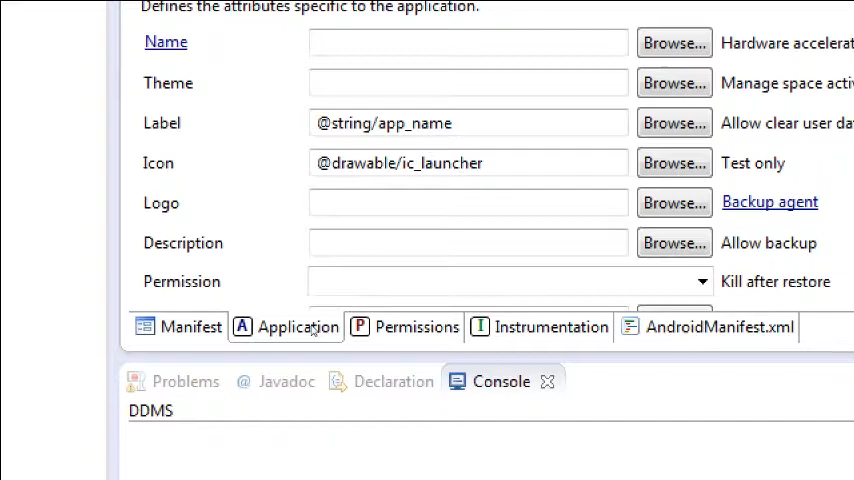 Defines the attributes specific to the application.
Name Browse... Hardware accelerat
Theme Browse... Manage space activ
Label @string/app_name Browse... Allow clear user da
Icon @drawable/ic_launcher Browse... Test only
Logo Browse... Backup agent
Description Browse... Allow backup
Permission Kill after restore
Manifest A Application P Permissions I Instrumentation AndroidManifest.xml
Problems @ Javadoc Declaration Console
DDMS